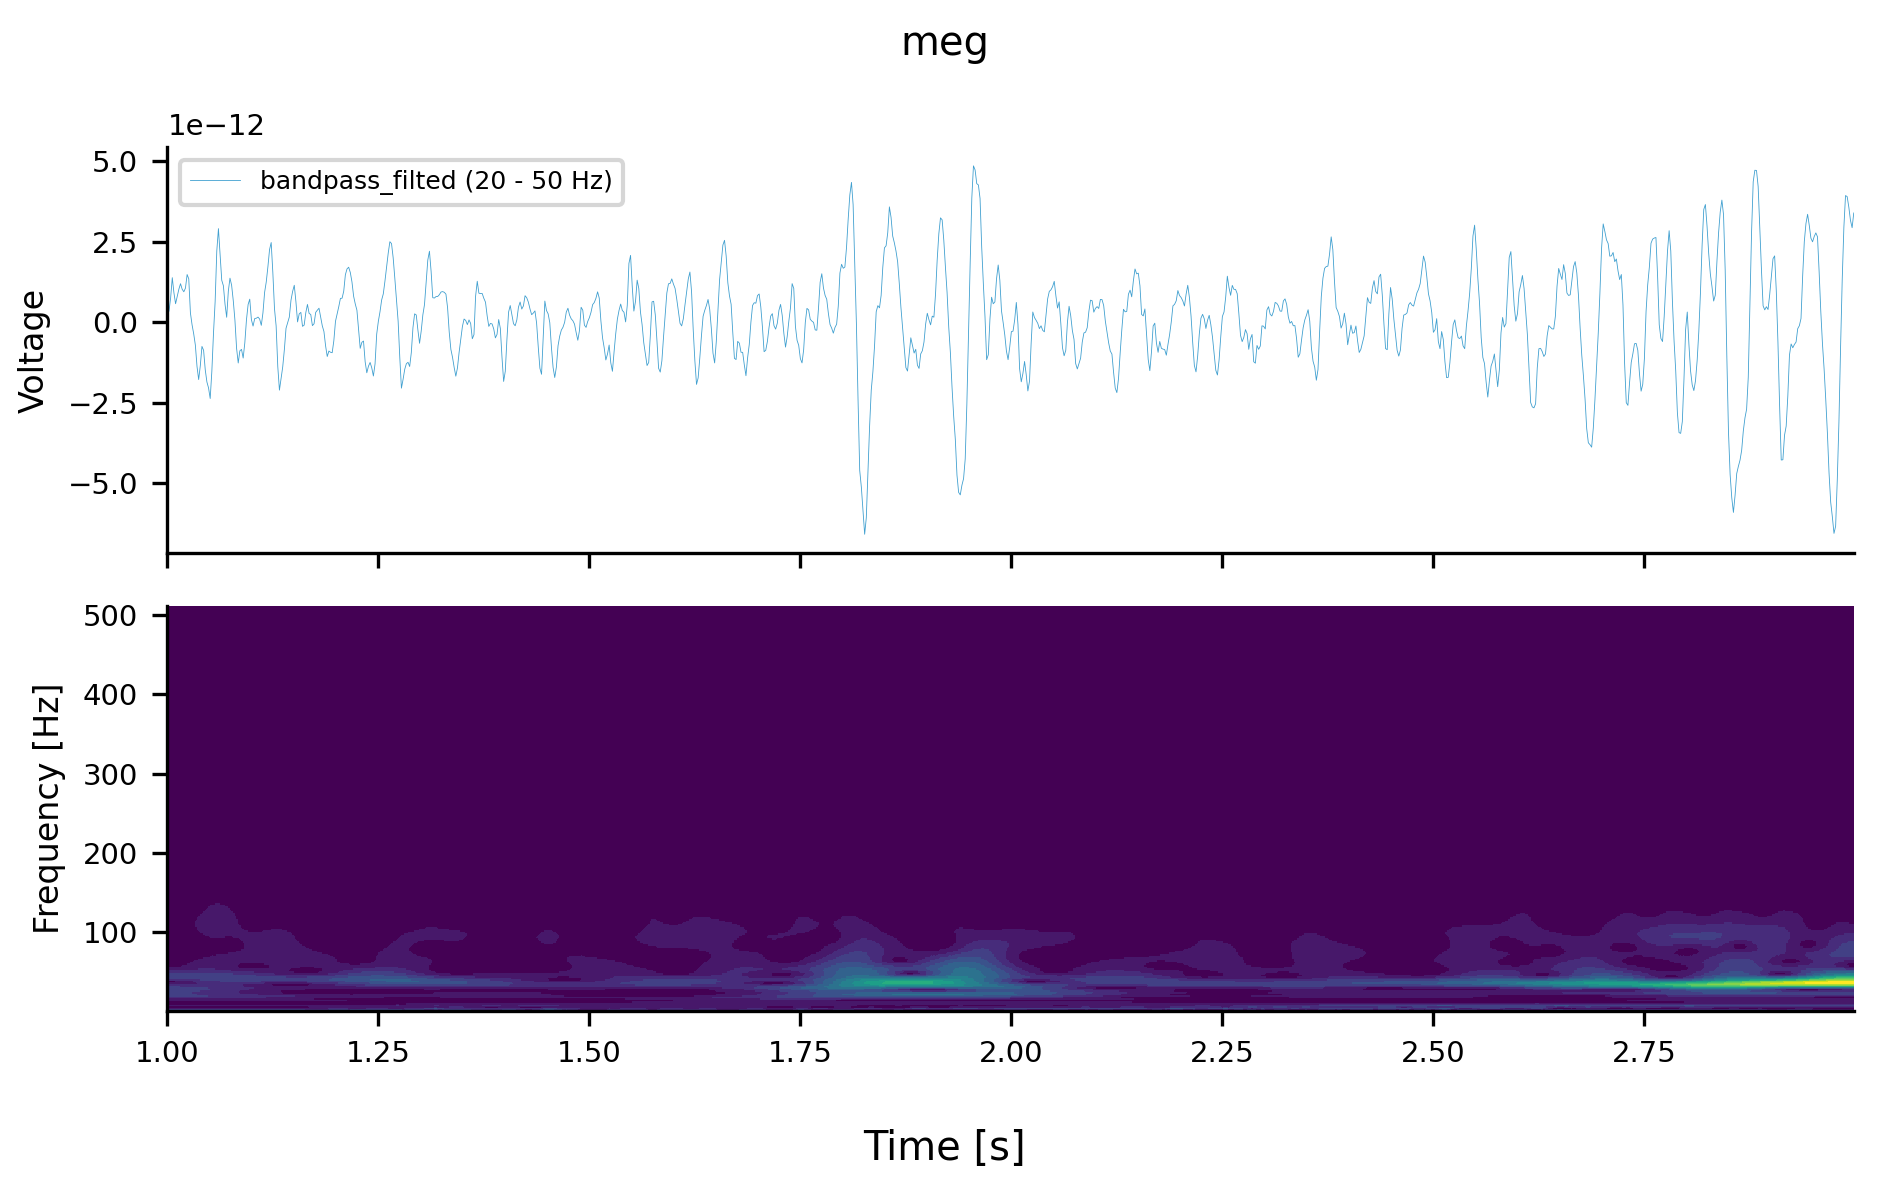 meg
1e−12
5.0
2.5
0.0
−2.5
−5.0
Voltage
bandpass_filted (20 - 50 Hz)
500
400
300
200
100
Frequency [Hz]
1.00 1.25 1.50 1.75 2.00 2.25 2.50 2.75
Time [s]